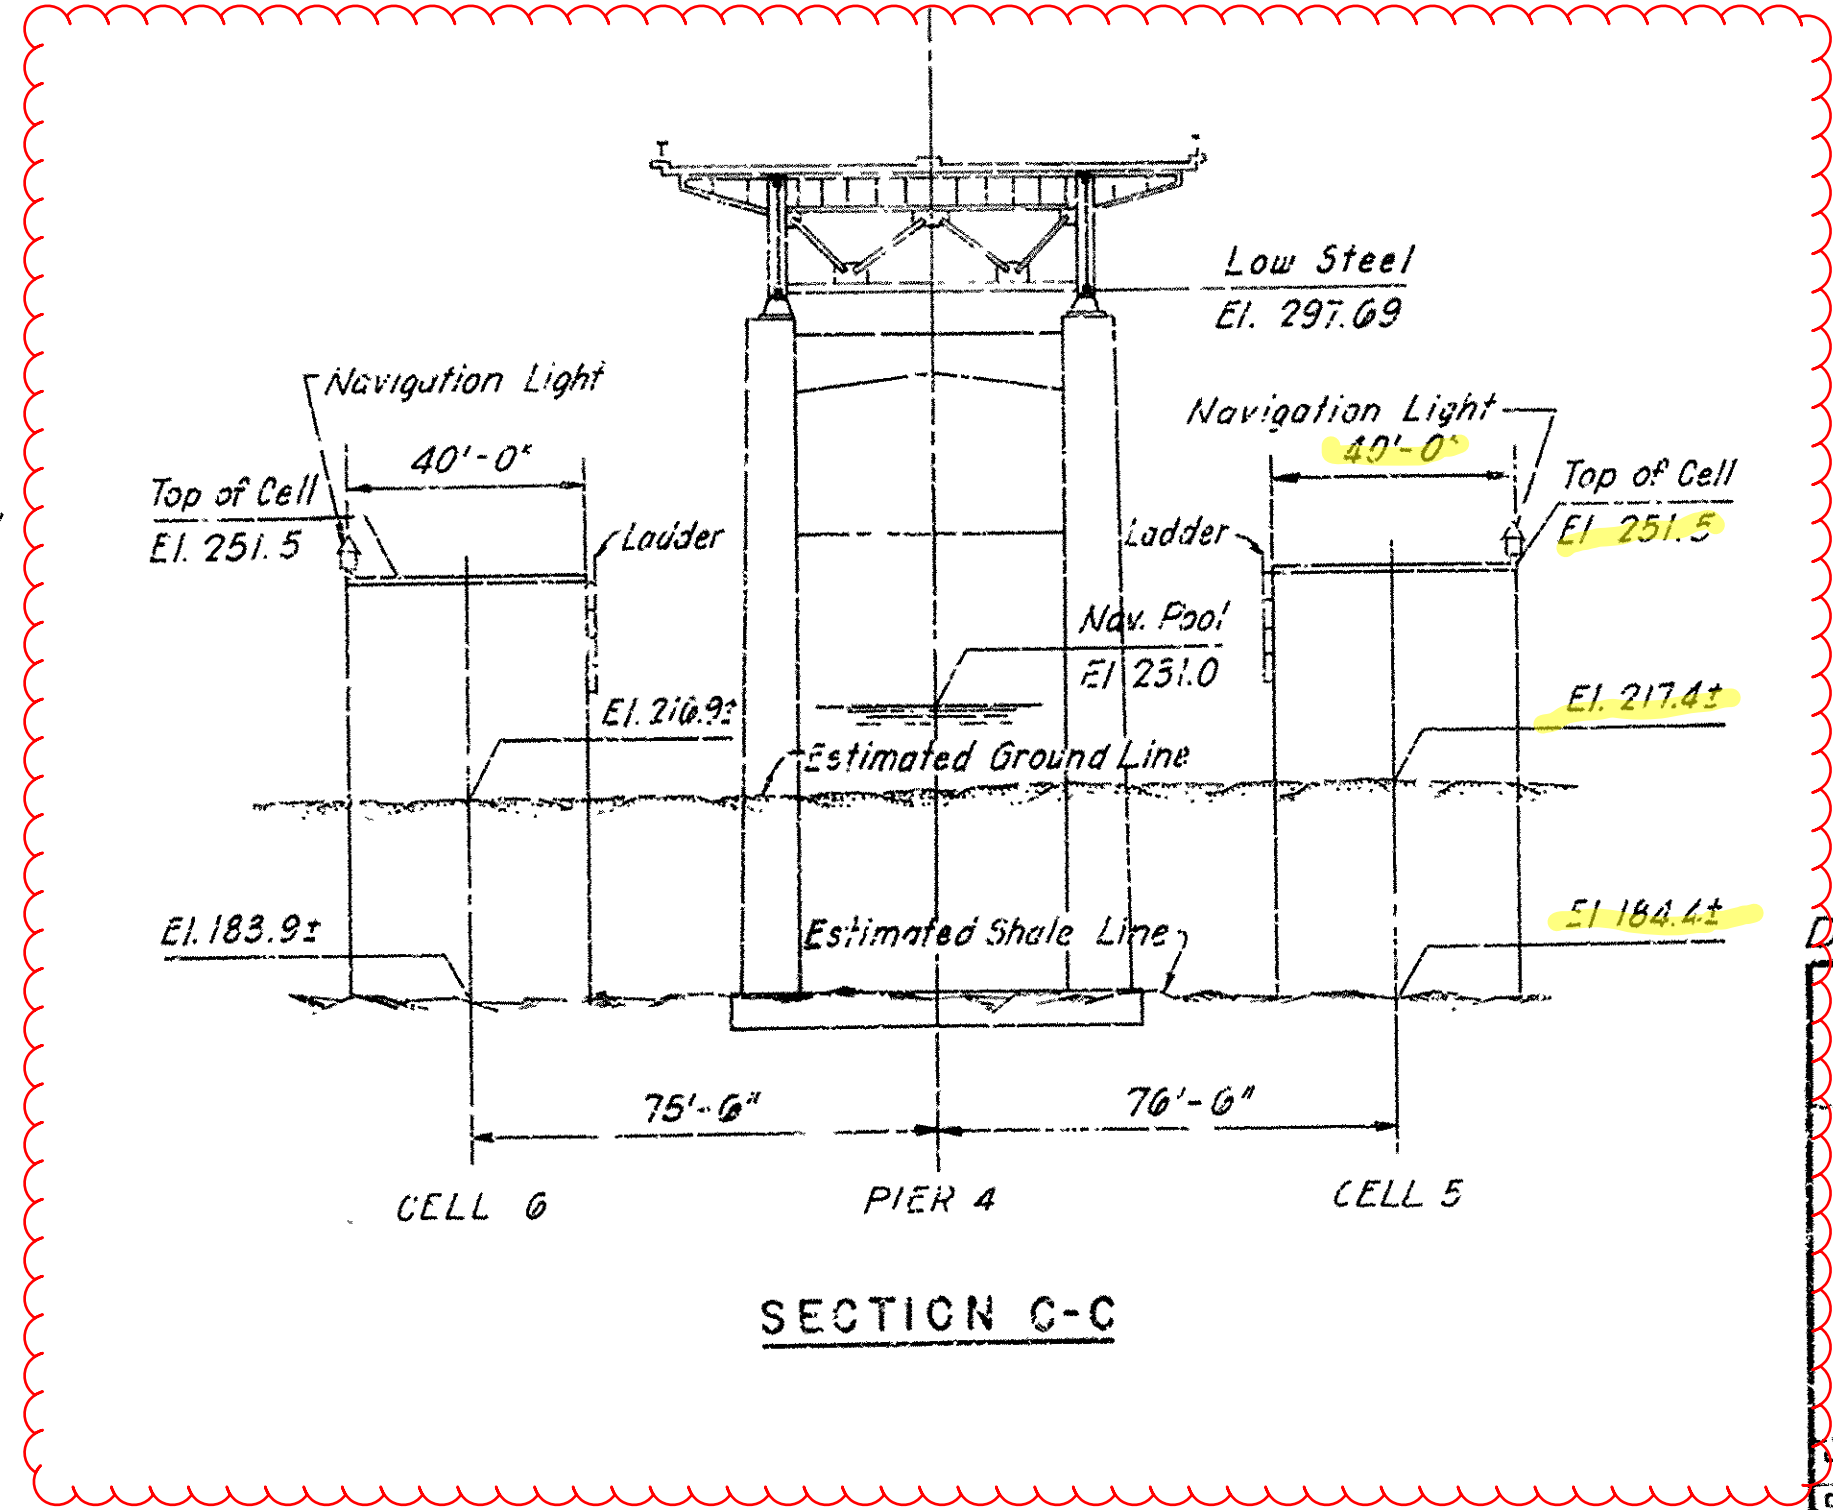 Low Steel
El. 297.69
Navigation Light
Navigation Light
40'-0"
40'-0"
Top of Cell
El. 251.5
Top of Cell
El 251.5
Ladder
Ladder
Nav. Pool
El 231.0
El. 216.9±
El. 217.4±
Estimated Ground Line
El. 183.9±
Estimated Shale Line
El 184.4±
75'-6"
76'-6"
CELL 6
PIER 4
CELL 5
SECTION C-C